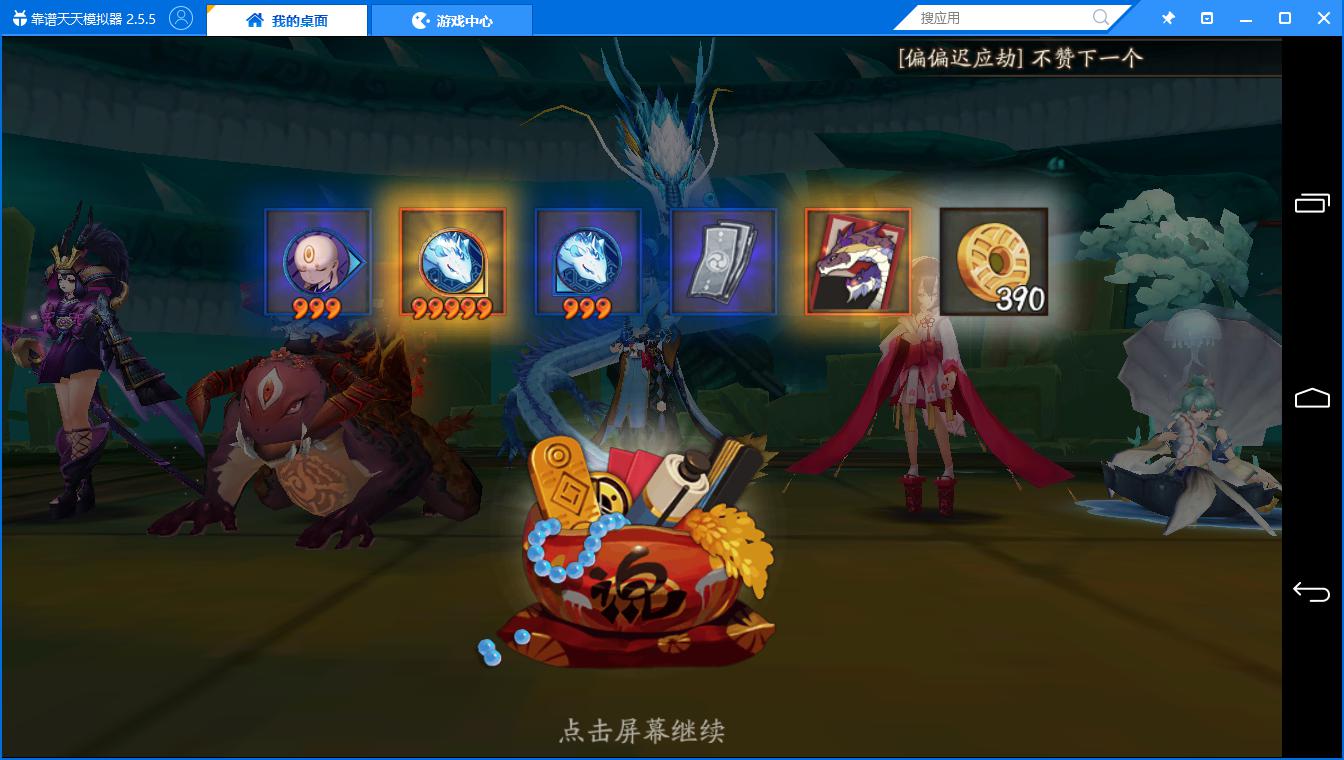 靠谱天天模拟器 2.5.5
我的桌面
游戏中心
搜应用
[偏偏迟应劫] 不赞下一个
999
99999
999
390
祝
点击屏幕继续